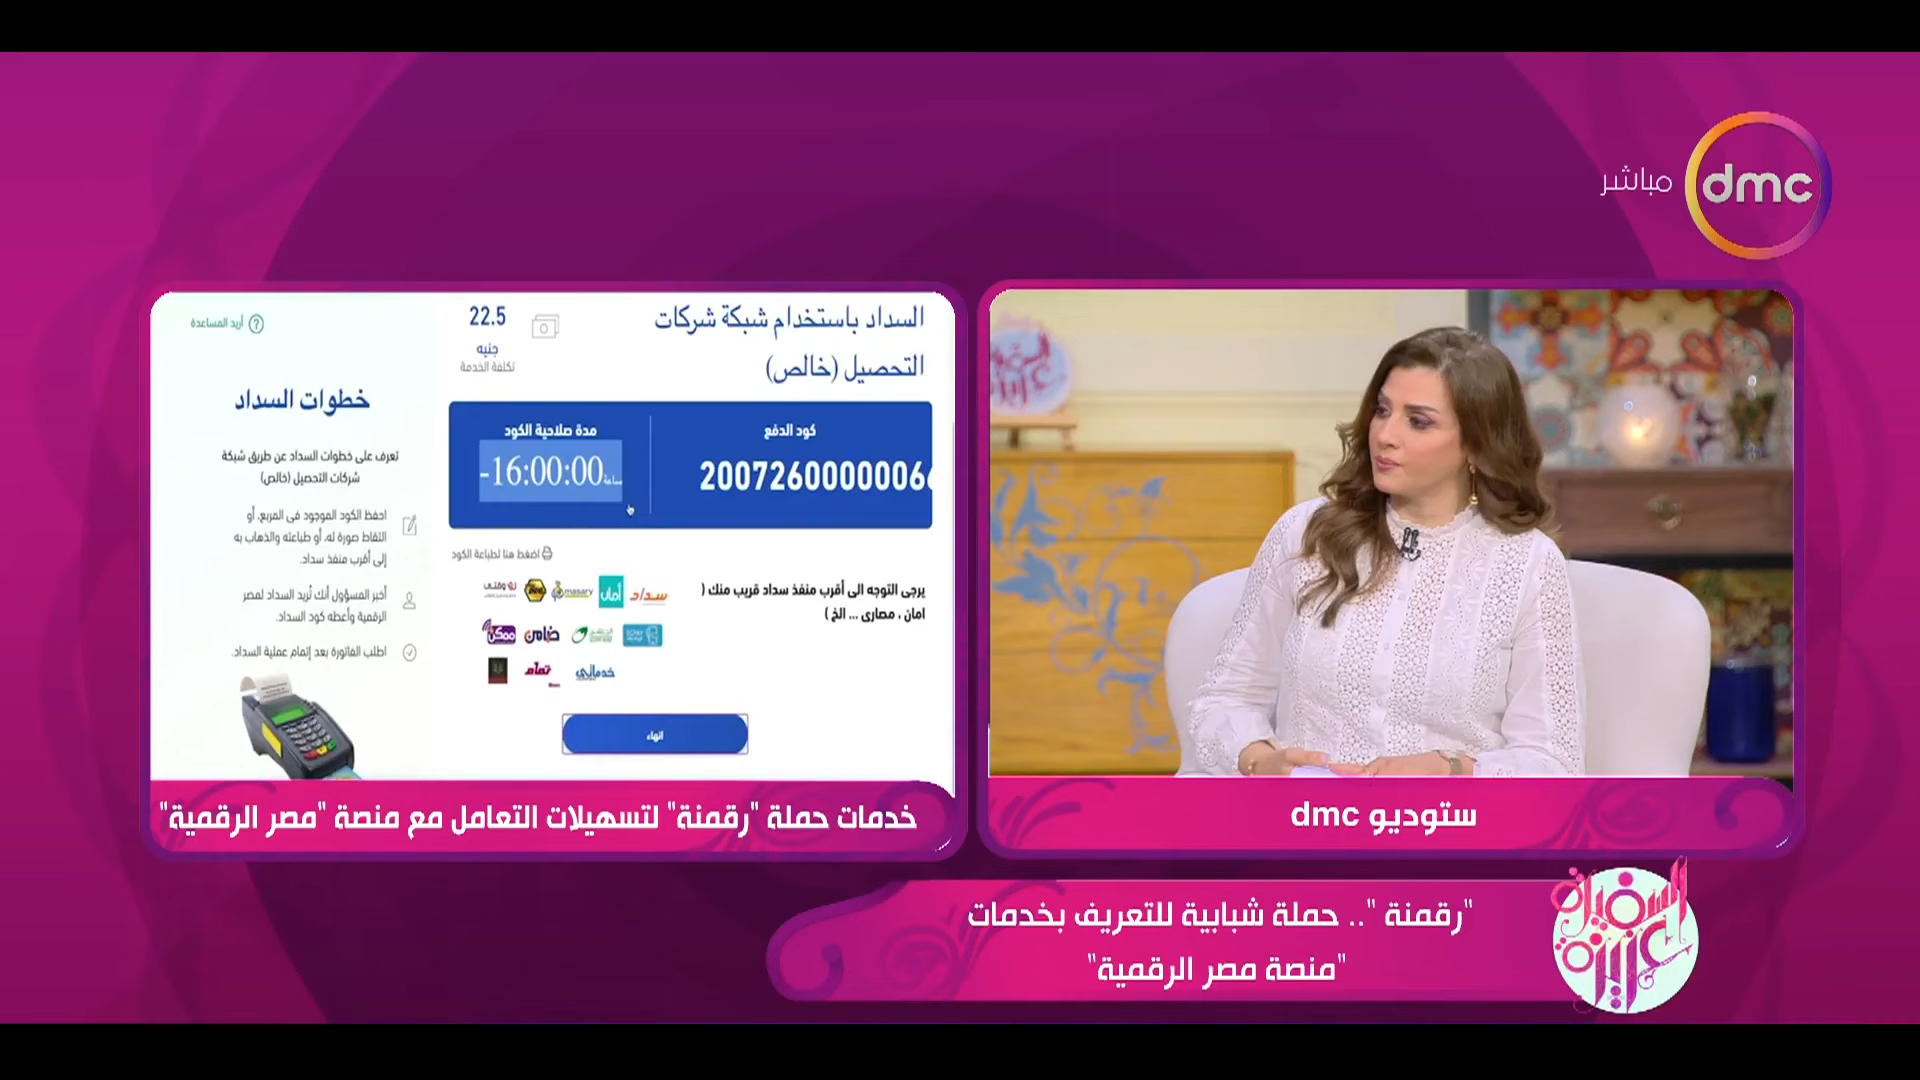 dmc
مباشر
السداد باستخدام شبكة شركات
التحصيل (خالص)
22.5
جنيه
تكلفة الخدمة
أريد المساعدة
كود الدفع
مدة صلاحية الكود
-16:00:00
ساعة
اضغط هنا لطباعة الكود
يرجى التوجه الى أقرب منفذ سداد قريب منك (
امان ، مصارى ... الخ )
سداد
أمان
masary
Bee
ضامن
ممكن
خدماتي
تمام
انهاء
خطوات السداد
تعرف على خطوات السداد عن طريق شبكة
شركات التحصيل (خالص)
احفظ الكود الموجود فى المربع، أو
التقاط صورة له، أو طباعته والذهاب به
إلى أقرب منفذ سداد.
أخبر المسؤول أنك تُريد السداد لمصر
الرقمية وأعطه كود السداد.
اطلب الفاتورة بعد إتمام عملية السداد.
ستوديو dmc
خدمات حملة "رقمنة" لتسهيلات التعامل مع منصة "مصر الرقمية"
السفيرة عزيزة
"رقمنة ".. حملة شبابية للتعريف بخدمات
"منصة مصر الرقمية"